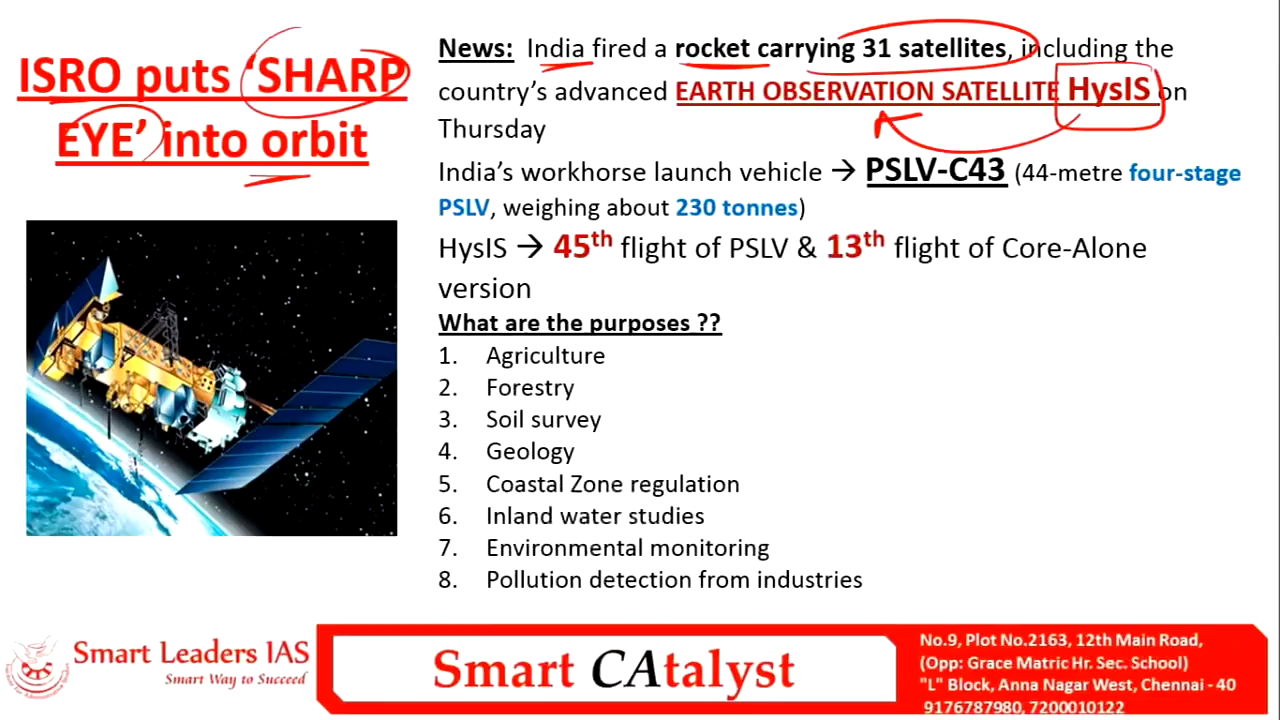 ISRO puts ‘SHARP
EYE’ into orbit
News: India fired a rocket carrying 31 satellites, including the
country’s advanced EARTH OBSERVATION SATELLITE HysIS on
Thursday
India’s workhorse launch vehicle → PSLV-C43 (44-metre four-stage
PSLV, weighing about 230 tonnes)
HysIS → 45th flight of PSLV & 13th flight of Core-Alone
version
What are the purposes ??
1. Agriculture
2. Forestry
3. Soil survey
4. Geology
5. Coastal Zone regulation
6. Inland water studies
7. Environmental monitoring
8. Pollution detection from industries
Smart Leaders IAS
Smart Way to Succeed
Smart CAtalyst
No.9, Plot No.2163, 12th Main Road,
(Opp: Grace Matric Hr. Sec. School)
"L" Block, Anna Nagar West, Chennai - 40
9176787980, 7200010122